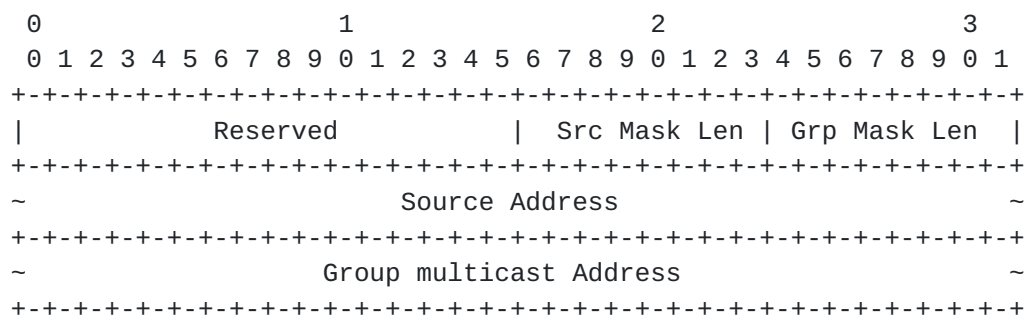 0                   1                   2                   3
 0 1 2 3 4 5 6 7 8 9 0 1 2 3 4 5 6 7 8 9 0 1 2 3 4 5 6 7 8 9 0 1
+-+-+-+-+-+-+-+-+-+-+-+-+-+-+-+-+-+-+-+-+-+-+-+-+-+-+-+-+-+-+-+-+
|            Reserved           |  Src Mask Len | Grp Mask Len  |
+-+-+-+-+-+-+-+-+-+-+-+-+-+-+-+-+-+-+-+-+-+-+-+-+-+-+-+-+-+-+-+-+
~                        Source Address                         ~
+-+-+-+-+-+-+-+-+-+-+-+-+-+-+-+-+-+-+-+-+-+-+-+-+-+-+-+-+-+-+-+-+
~                   Group multicast Address                     ~
+-+-+-+-+-+-+-+-+-+-+-+-+-+-+-+-+-+-+-+-+-+-+-+-+-+-+-+-+-+-+-+-+